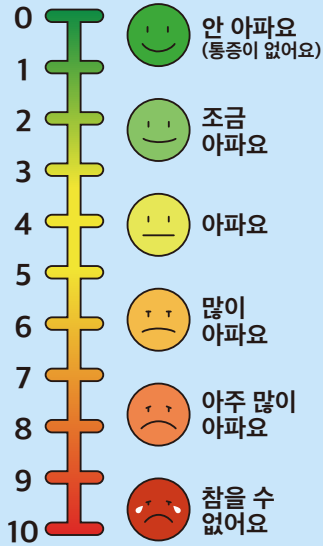 0
안 아파요
(통증이 없어요)
1
2
조금
아파요
3
4
아파요
5
6
많이
아파요
7
8
아주 많이
아파요
9
10
참을 수
없어요